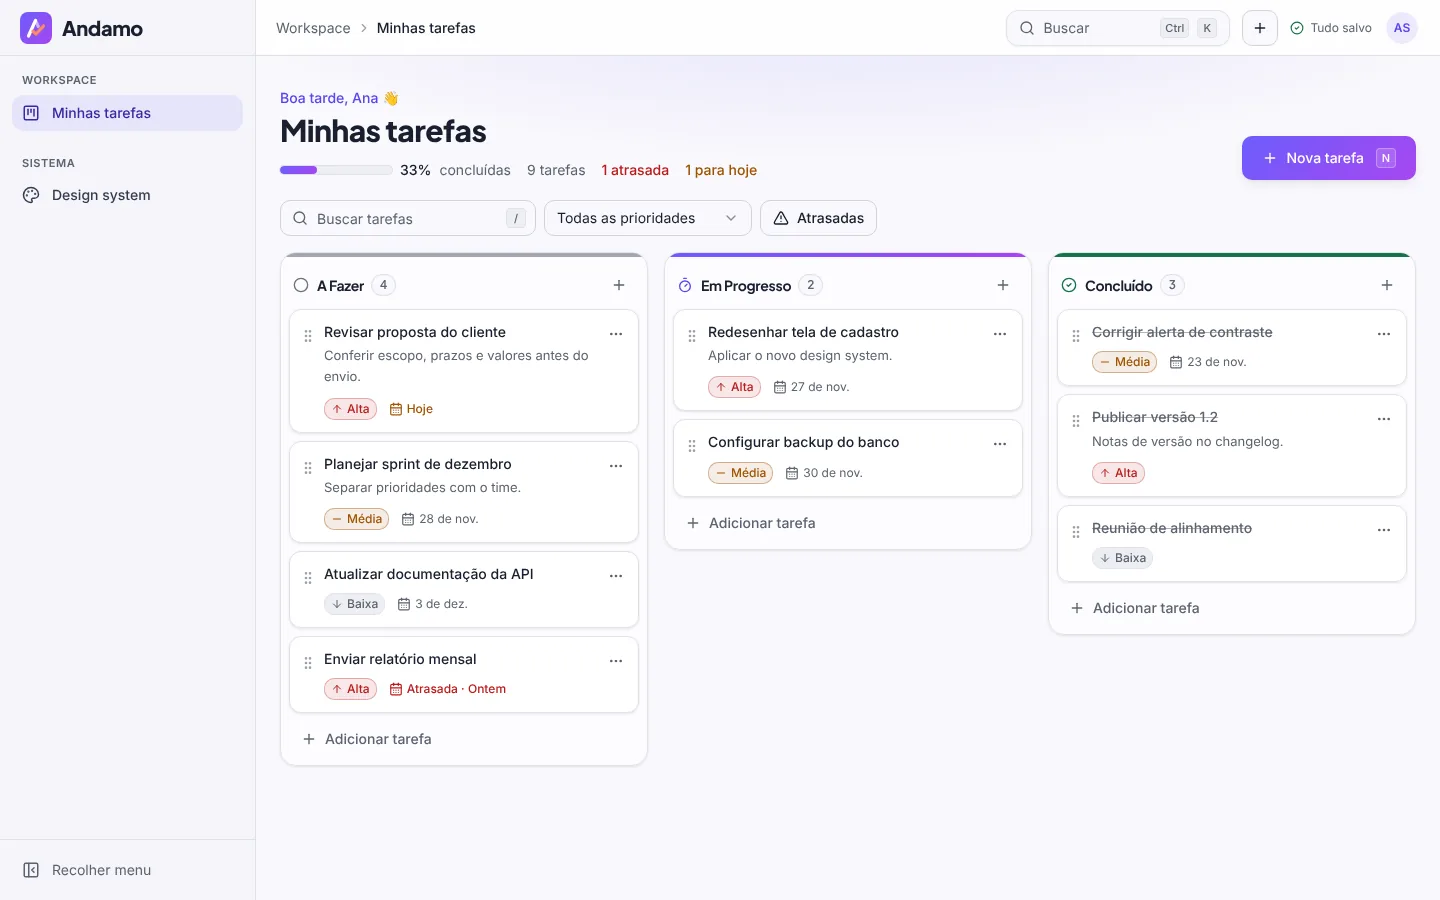 Andamo
WORKSPACE
Minhas tarefas
SISTEMA
Design system
Recolher menu
Workspace > Minhas tarefas
Buscar Ctrl K
+
Tudo salvo
AS
Boa tarde, Ana 👋
Minhas tarefas
33% concluídas 9 tarefas 1 atrasada 1 para hoje
+ Nova tarefa N
Buscar tarefas /
Todas as prioridades
Atrasadas
A Fazer 4
Revisar proposta do cliente
Conferir escopo, prazos e valores antes do
envio.
↑ Alta Hoje
Planejar sprint de dezembro
Separar prioridades com o time.
– Média 28 de nov.
Atualizar documentação da API
↓ Baixa 3 de dez.
Enviar relatório mensal
↑ Alta Atrasada · Ontem
+ Adicionar tarefa
Em Progresso 2
Redesenhar tela de cadastro
Aplicar o novo design system.
↑ Alta 27 de nov.
Configurar backup do banco
– Média 30 de nov.
+ Adicionar tarefa
Concluído 3
Corrigir alerta de contraste
– Média 23 de nov.
Publicar versão 1.2
Notas de versão no changelog.
↑ Alta
Reunião de alinhamento
↓ Baixa
+ Adicionar tarefa